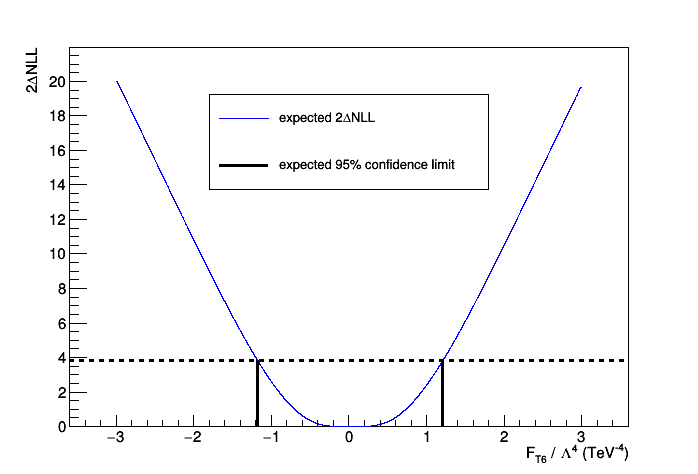 2ΔNLL
20
18
16
14
12
10
8
6
4
2
0
expected 2ΔNLL
expected 95% confidence limit
−3 −2 −1 0 1 2 3
F_T6 / Λ^4 (TeV^-4)